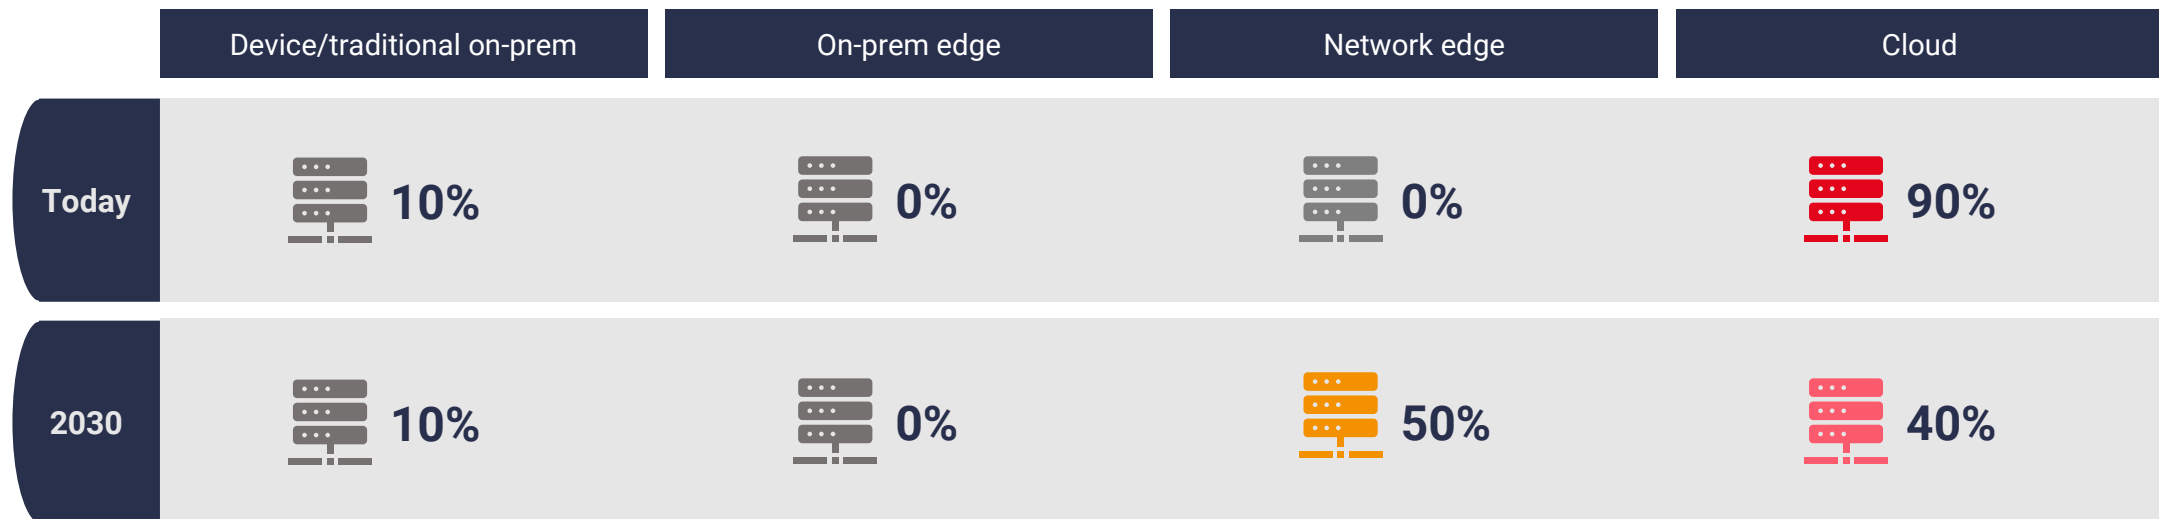 Device/traditional on-prem
On-prem edge
Network edge
Cloud
Today
10%
0%
0%
90%
2030
10%
0%
50%
40%